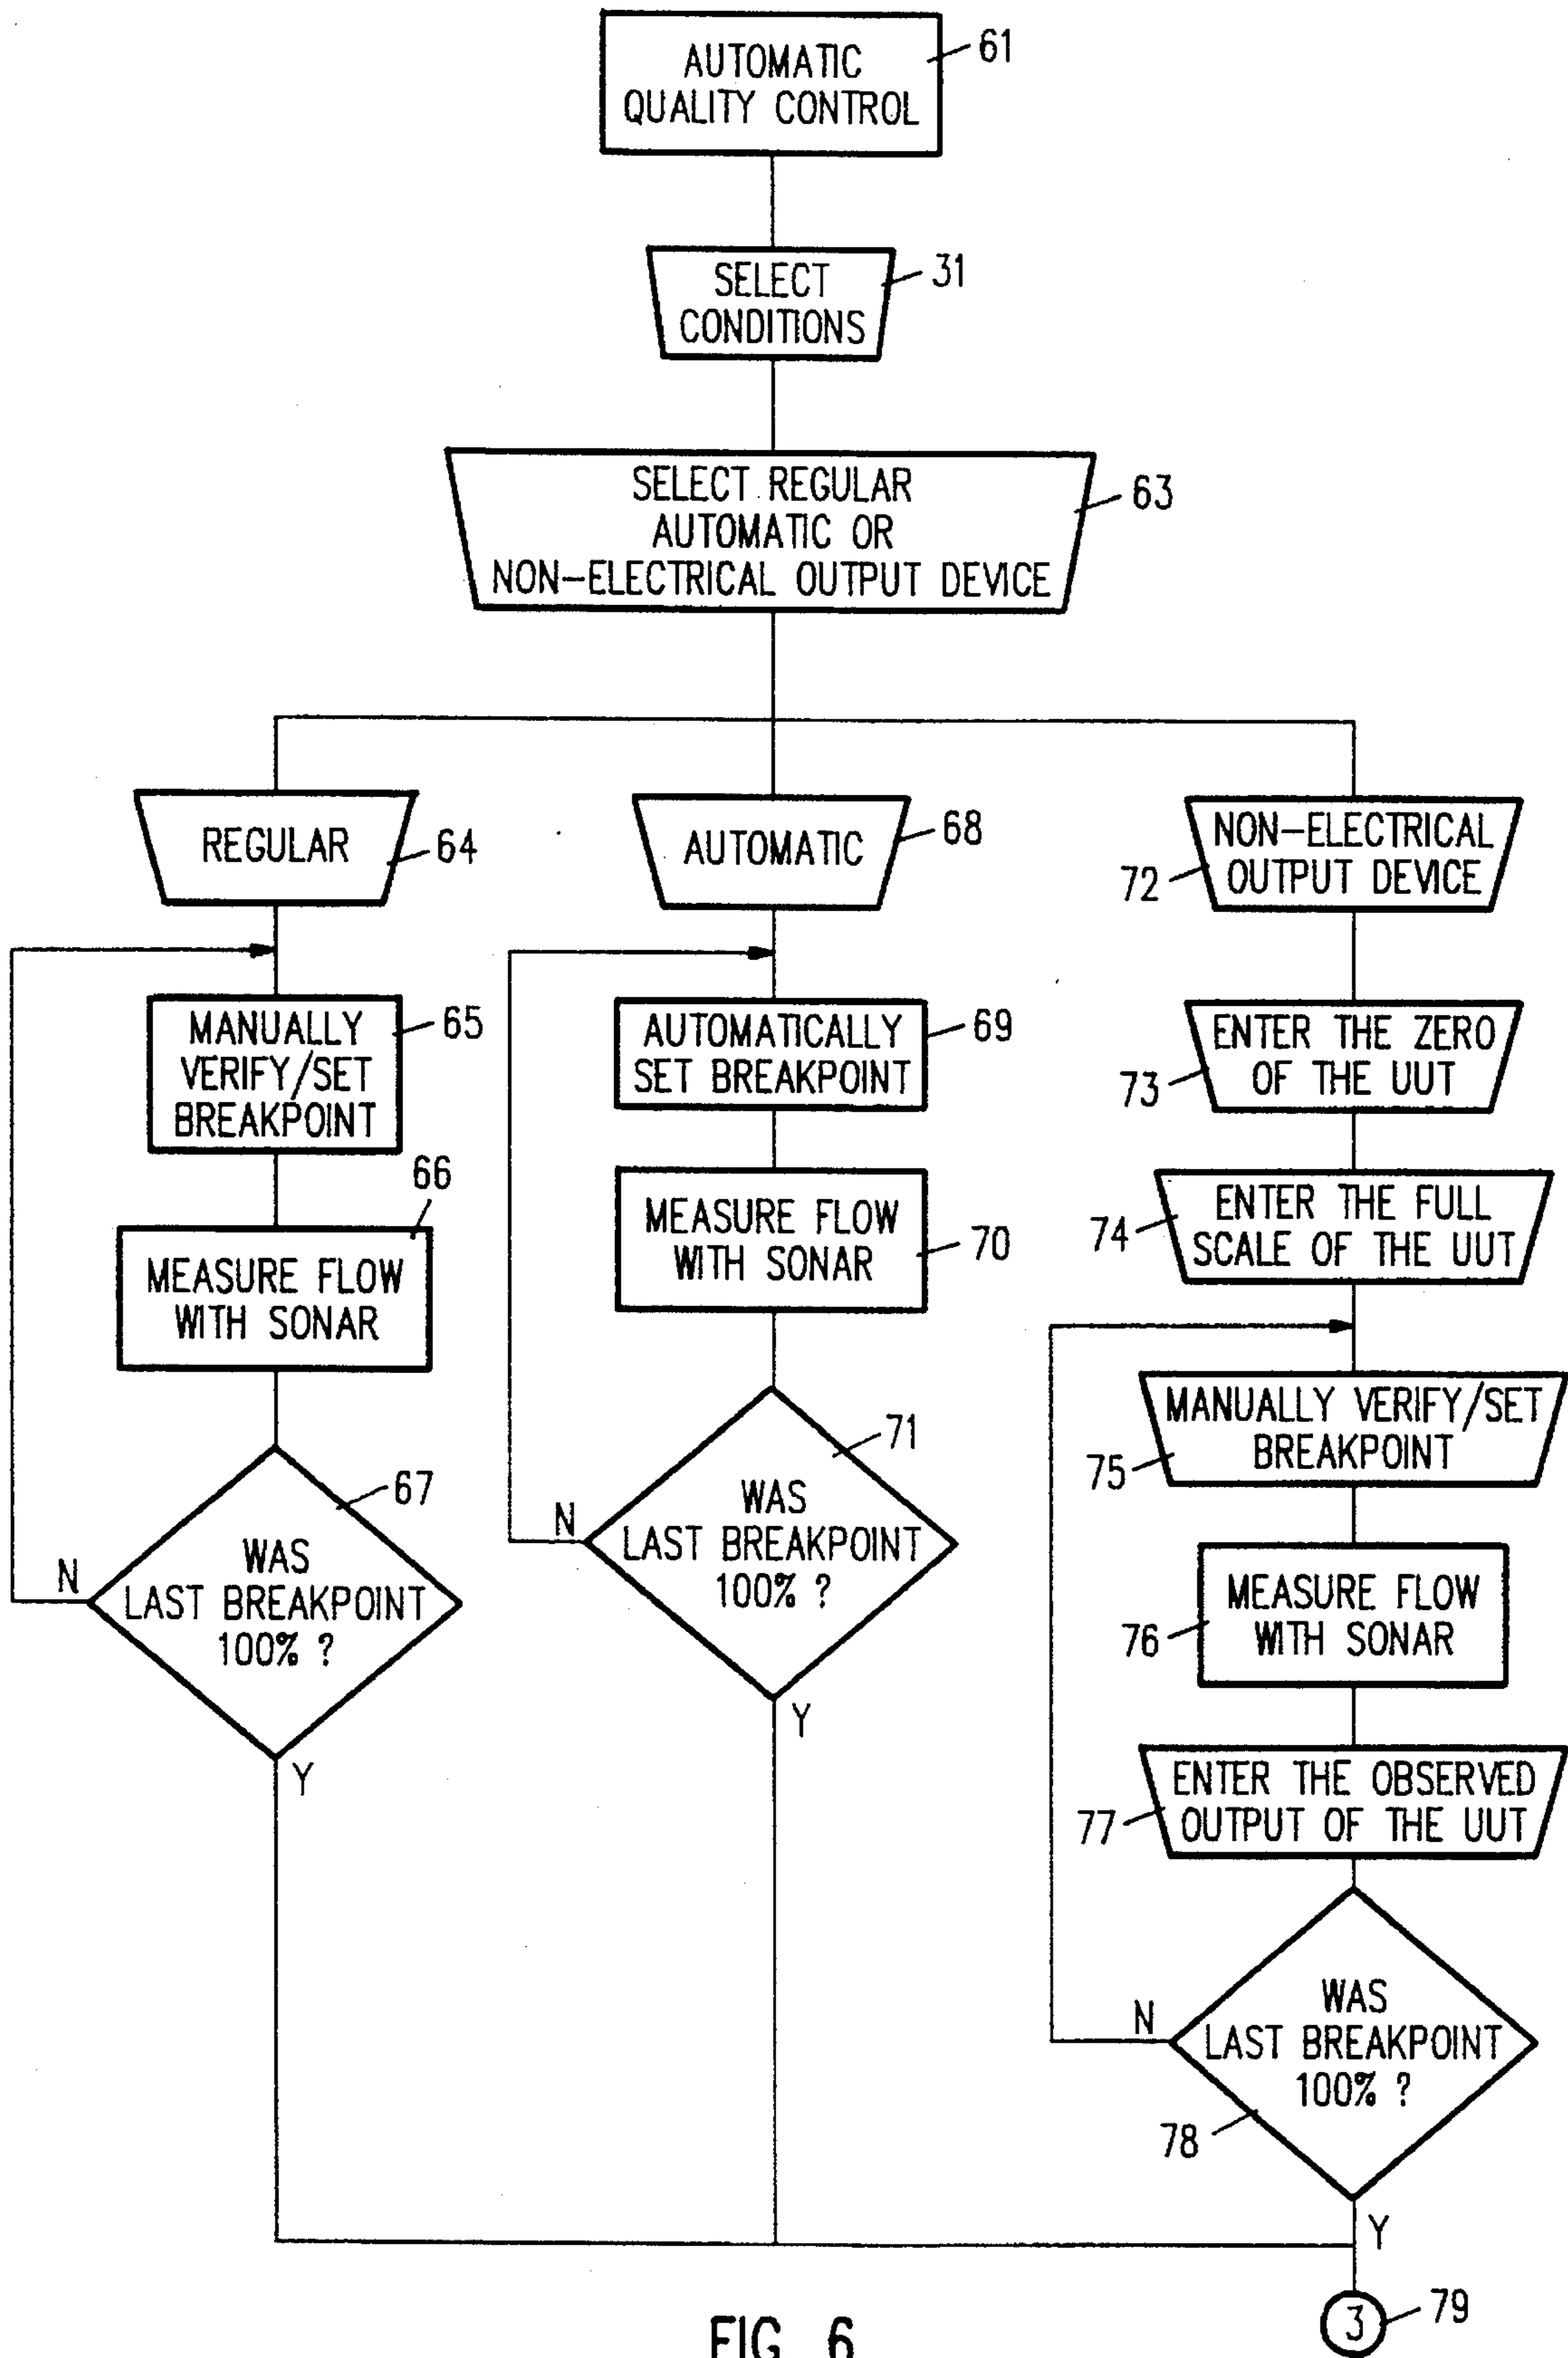 AUTOMATIC
QUALITY CONTROL
61
SELECT
CONDITIONS
31
SELECT REGULAR
AUTOMATIC OR
NON-ELECTRICAL OUTPUT DEVICE
63
REGULAR
64
MANUALLY
VERIFY/SET
BREAKPOINT
65
66
MEASURE FLOW
WITH SONAR
67
WAS
LAST BREAKPOINT
100% ?
N
Y
AUTOMATIC
68
AUTOMATICALLY
SET BREAKPOINT
69
MEASURE FLOW
WITH SONAR
70
71
WAS
LAST BREAKPOINT
100% ?
N
Y
NON-ELECTRICAL
OUTPUT DEVICE
72
ENTER THE ZERO
OF THE UUT
73
ENTER THE FULL
SCALE OF THE UUT
74
MANUALLY VERIFY/SET
BREAKPOINT
75
MEASURE FLOW
WITH SONAR
76
ENTER THE OBSERVED
OUTPUT OF THE UUT
77
WAS
LAST BREAKPOINT
100% ?
N
78
Y
3
79
FIG. 6